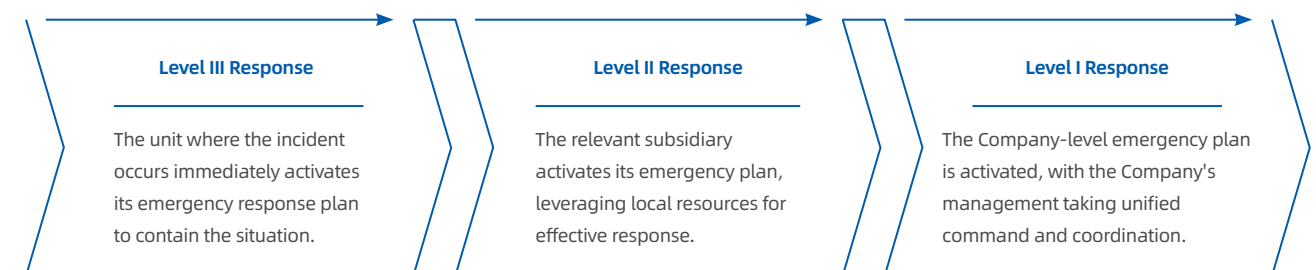 Level III Response
The unit where the incident
occurs immediately activates
its emergency response plan
to contain the situation.
Level II Response
The relevant subsidiary
activates its emergency plan,
leveraging local resources for
effective response.
Level I Response
The Company-level emergency plan
is activated, with the Company's
management taking unified
command and coordination.